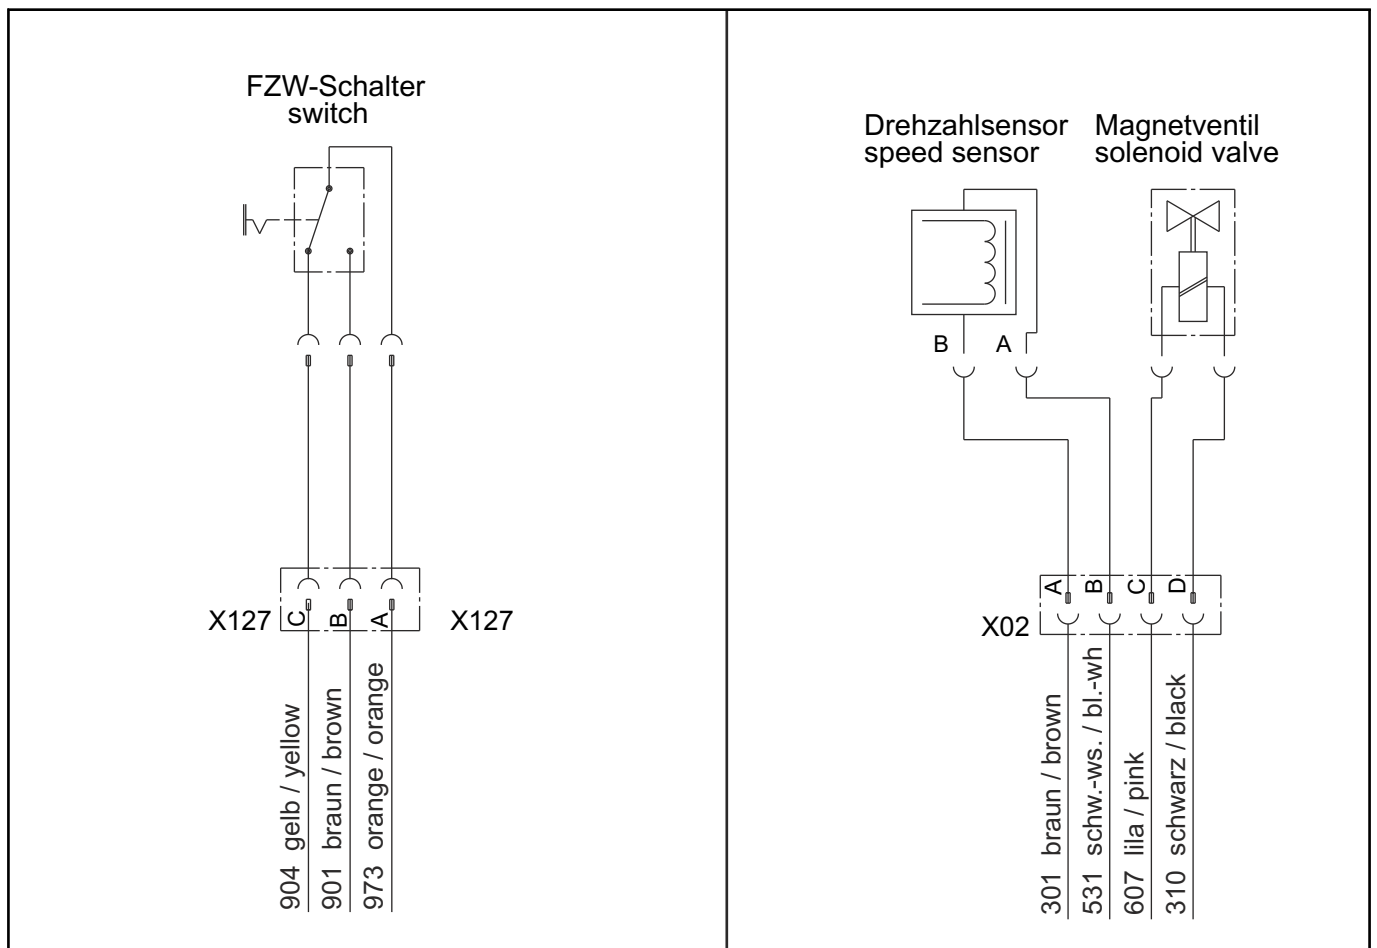 FZW-Schalter
switch
X127
C
B
A
X127
904 gelb / yellow
901 braun / brown
973 orange / orange
Drehzahlsensor
speed sensor
Magnetventil
solenoid valve
B
A
X02
A
B
C
D
301 braun / brown
531 schw.-ws. / bl.-wh
607 lila / pink
310 schwarz / black